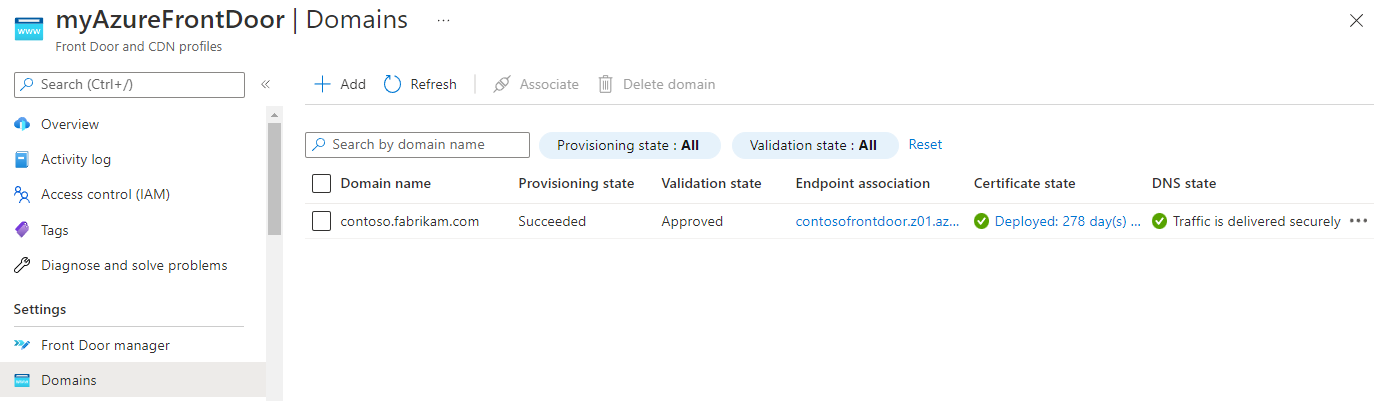 myAzureFrontDoor | Domains ...
Front Door and CDN profiles
Search (Ctrl+/)
Add Refresh Associate Delete domain
Overview
Activity log
Access control (IAM)
Tags
Diagnose and solve problems
Settings
Front Door manager
Domains
Search by domain name Provisioning state : All Validation state : All Reset
Domain name Provisioning state Validation state Endpoint association Certificate state DNS state
contoso.fabrikam.com Succeeded Approved contosofrontdoor.z01.az... Deployed: 278 day(s) ... Traffic is delivered securely ...